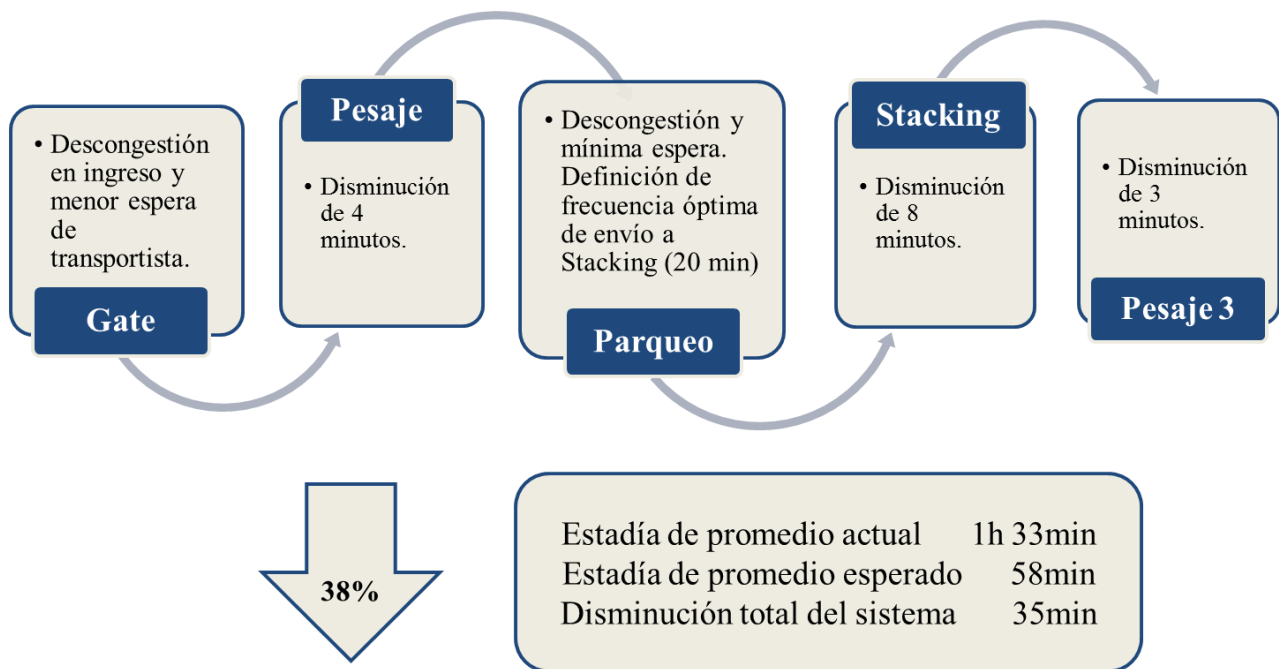 • Descongestión
en ingreso y
menor espera
de
transportista.
Gate
Pesaje
• Disminución
de 4
minutos.
• Descongestión y
mínima espera.
Definición de
frecuencia óptima
de envío a
Stacking (20 min)
Parqueo
Stacking
• Disminución
de 8
minutos.
• Disminución
de 3
minutos.
Pesaje 3
38%
Estadía de promedio actual 1h 33min
Estadía de promedio esperado 58min
Disminución total del sistema 35min